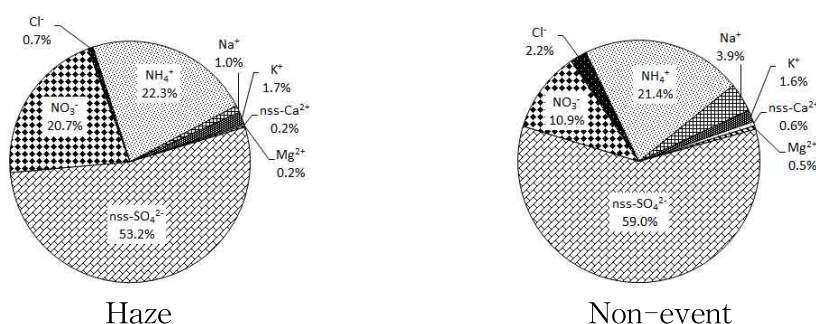 Cl⁻
0.7%
NH₄⁺
22.3%
Na⁺
1.0%
K⁺
1.7%
nss-Ca²⁺
0.2%
Mg²⁺
0.2%
NO₃⁻
20.7%
nss-SO₄²⁻
53.2%
Haze
Cl⁻
2.2%
NH₄⁺
21.4%
Na⁺
3.9%
K⁺
1.6%
nss-Ca²⁺
0.6%
Mg²⁺
0.5%
NO₃⁻
10.9%
nss-SO₄²⁻
59.0%
Non-event